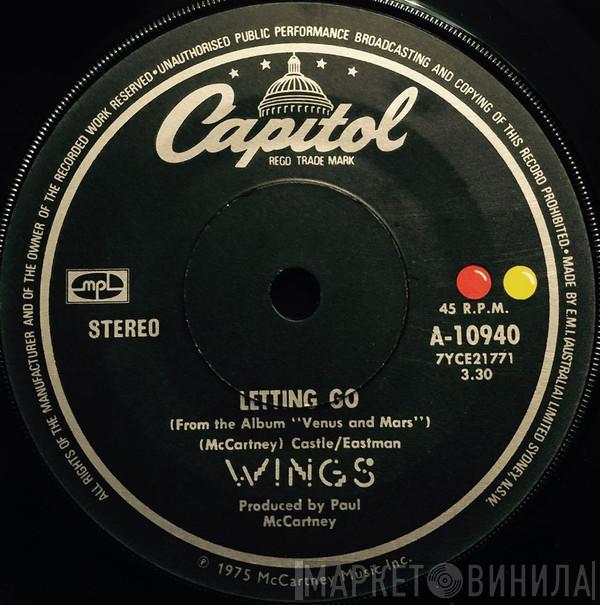 ALL RIGHTS OF THE MANUFACTURER AND OF THE OWNER OF THE RECORDED WORK RESERVED•UNAUTHORISED PUBLIC PERFORMANCE BROADCASTING AND COPYING OF THIS RECORD PROHIBITED•MADE BY E.M.I.(AUSTRALIA) LIMITED SYDNEY, N.S.W.
Capitol
REGD TRADE MARK
mpl
STEREO
45 R.P.M.
A-10940
7YCE21771
3.30
LETTING GO
(From the Album "Venus and Mars")
(McCartney) Castle/Eastman
WINGS
Produced by Paul
McCartney
℗ 1975 McCartney Music Inc.
МАРКЕТ ВИНИЛА